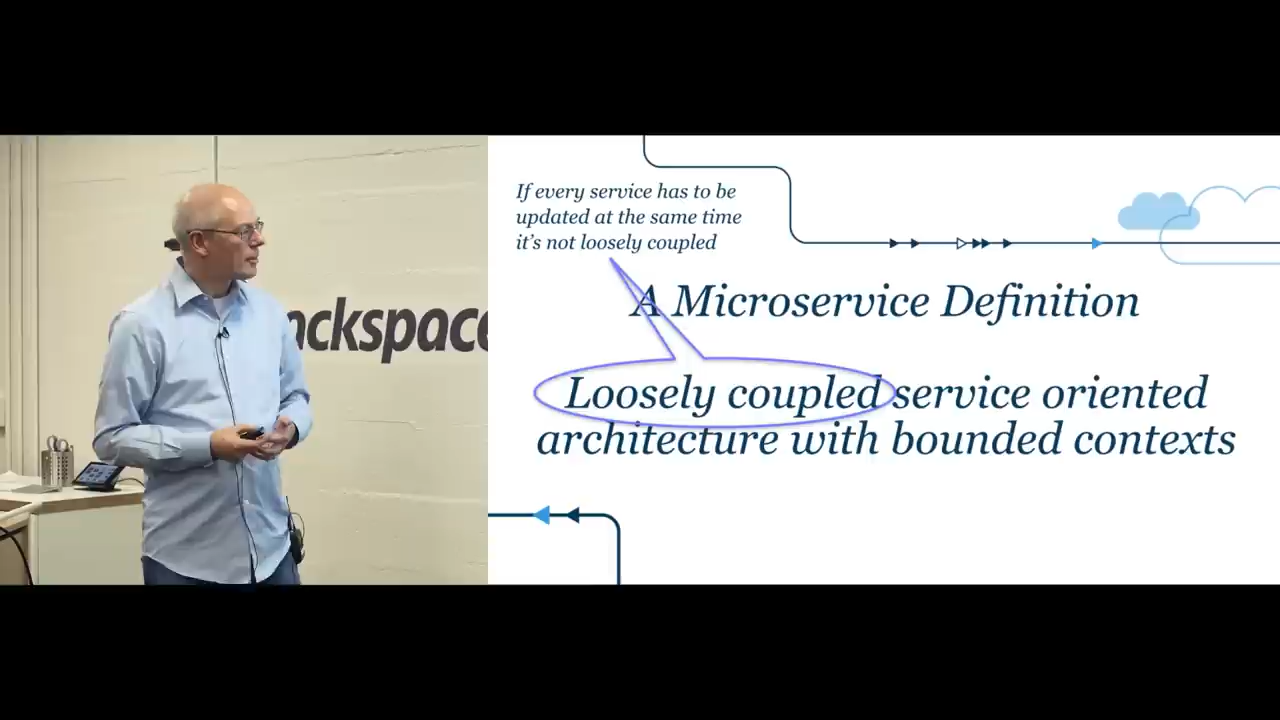 ackspace
If every service has to be
updated at the same time
it's not loosely coupled
A Microservice Definition
Loosely coupled service oriented
architecture with bounded contexts